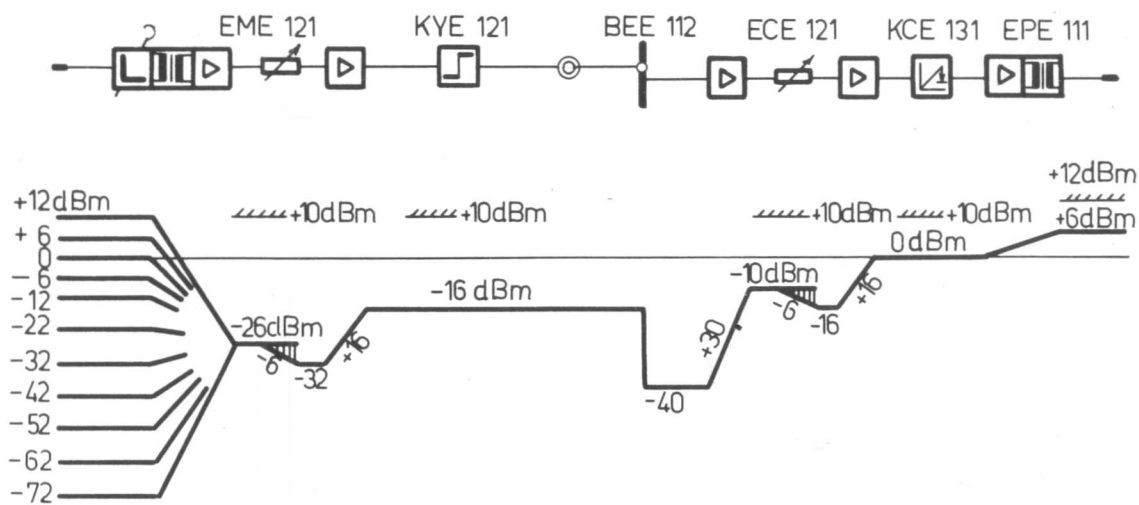 EME 121 KYE 121 BEE 112 ECE 121 KCE 131 EPE 111
+12dBm
+12dBm +10dBm +10dBm +10dBm +10dBm
+ 6 +6dBm
0 0dBm
- 6 -10dBm
-12 -16 dBm -6 -16 +16
-22 -26dBm
-32 -6 -32 +16 +30
-42 -40
-52
-62
-72